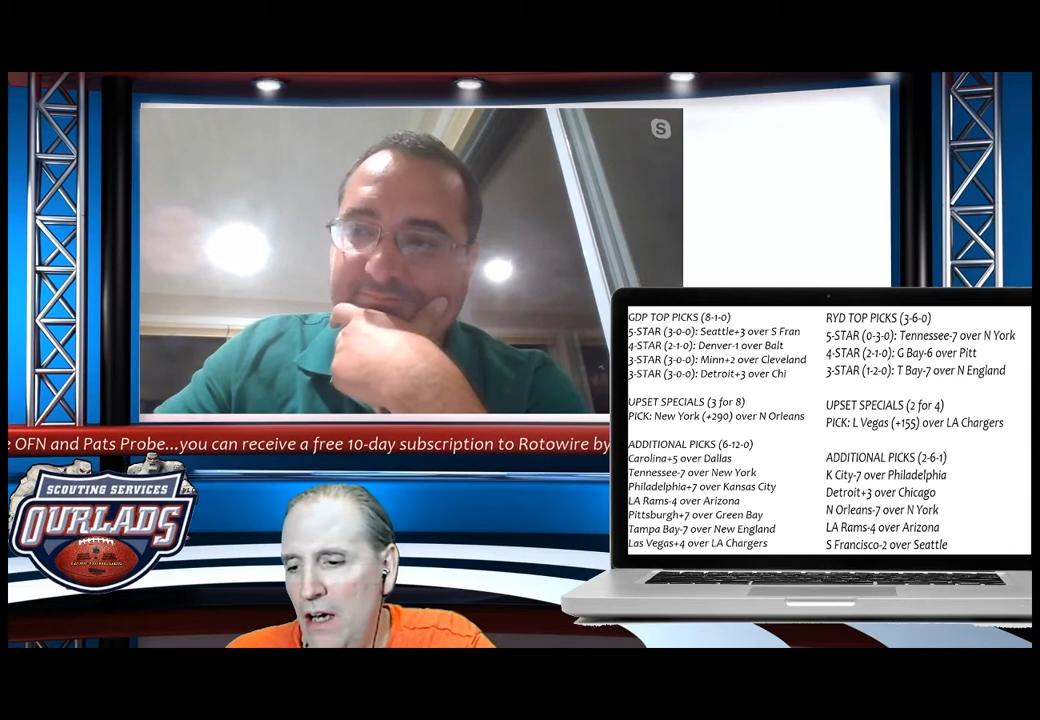 GDP TOP PICKS (8-1-0)
5-STAR (3-0-0): Seattle+3 over S Fran
4-STAR (2-1-0): Denver-1 over Balt
3-STAR (3-0-0): Minn+2 over Cleveland
3-STAR (3-0-0): Detroit+3 over Chi
UPSET SPECIALS (3 for 8)
PICK: New York (+290) over N Orleans
ADDITIONAL PICKS (6-12-0)
Carolina+5 over Dallas
Tennessee-7 over New York
Philadelphia+7 over Kansas City
LA Rams-4 over Arizona
Pittsburgh+7 over Green Bay
Tampa Bay-7 over New England
Las Vegas+4 over LA Chargers
RYD TOP PICKS (3-6-0)
5-STAR (0-3-0): Tennessee-7 over N York
4-STAR (2-1-0): G Bay-6 over Pitt
3-STAR (1-2-0): T Bay-7 over N England
UPSET SPECIALS (2 for 4)
PICK: L Vegas (+155) over LA Chargers
ADDITIONAL PICKS (2-6-1)
K City-7 over Philadelphia
Detroit+3 over Chicago
N Orleans-7 over N York
LA Rams-4 over Arizona
S Francisco-2 over Seattle
e OFN and Pats Probe...you can receive a free 10-day subscription to Rotowire by
SCOUTING SERVICES
OURLADS